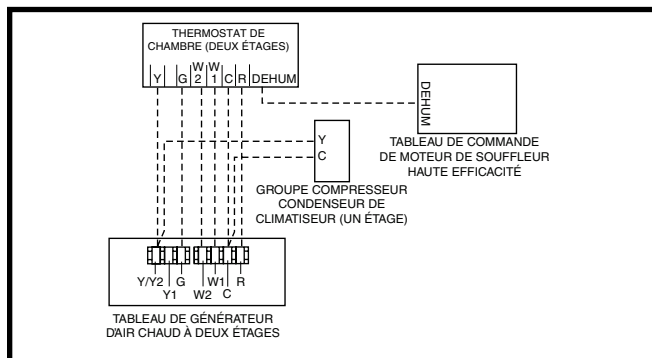 THERMOSTAT DE
CHAMBRE (DEUX ÉTAGES)
Y G W2 W1 C R DEHUM
DEHUM
TABLEAU DE COMMANDE
DE MOTEUR DE SOUFFLEUR
HAUTE EFFICACITÉ
Y
C
GROUPE COMPRESSEUR
CONDENSEUR DE
CLIMATISEUR (UN ÉTAGE)
Y/Y2 G W1 R
Y1 W2 C
TABLEAU DE GÉNÉRATEUR
D'AIR CHAUD À DEUX ÉTAGES